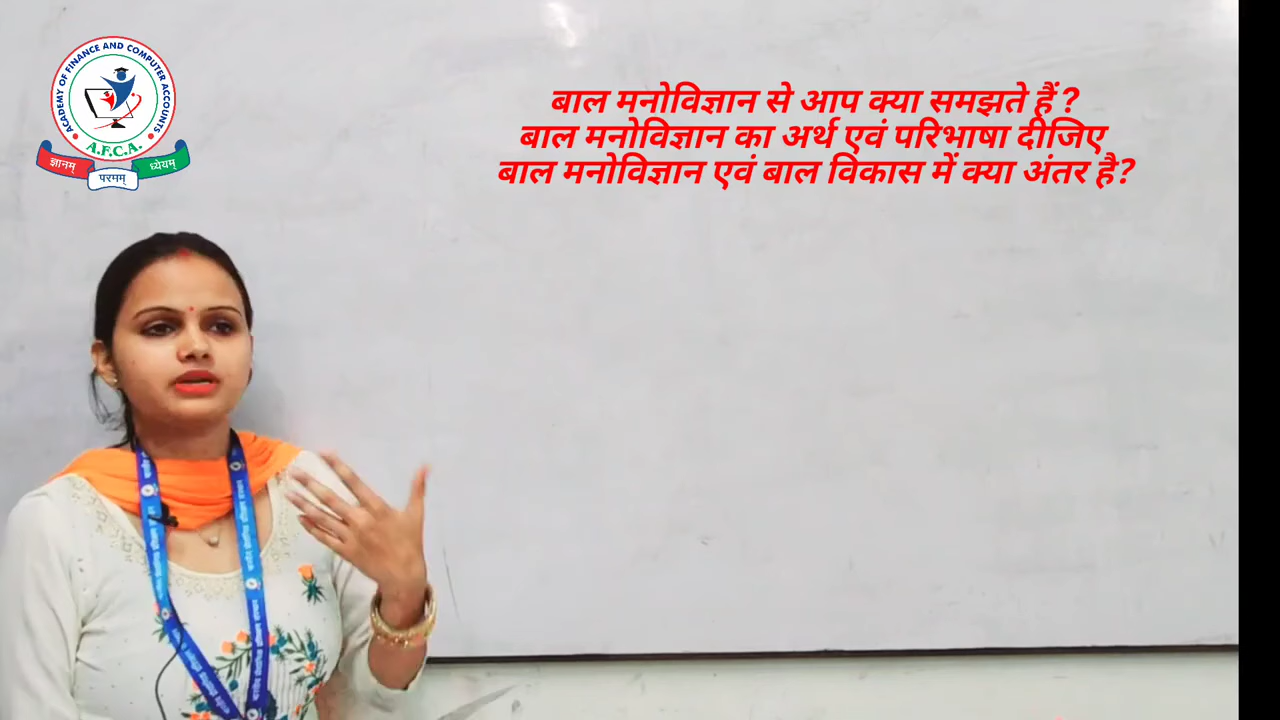 ACADEMY OF FINANCE AND COMPUTER ACCOUNTS
A.F.C.A.
ज्ञानम्
परमम्
ध्येयम्
बाल मनोविज्ञान से आप क्या समझते हैं ?
बाल मनोविज्ञान का अर्थ एवं परिभाषा दीजिए
बाल मनोविज्ञान एवं बाल विकास में क्या अंतर है?